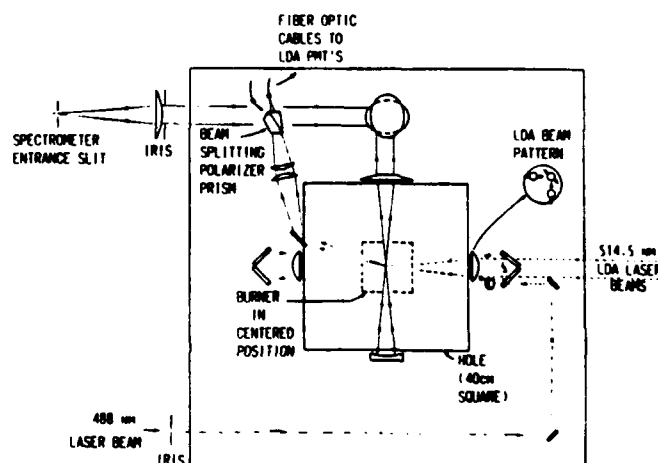 FIBER OPTIC
CABLES TO
LDA PMT'S
SPECTROMETER
ENTRANCE SLIT
IRIS
BEAM
SPLITTING
POLARIZER
PRISM
LDA BEAM
PATTERN
514.5 NM
LDA LASER
BEAMS
BURNER
IN
CENTERED
POSITION
HOLE
(40cm
SQUARE)
488 NM
LASER BEAM
IRIS